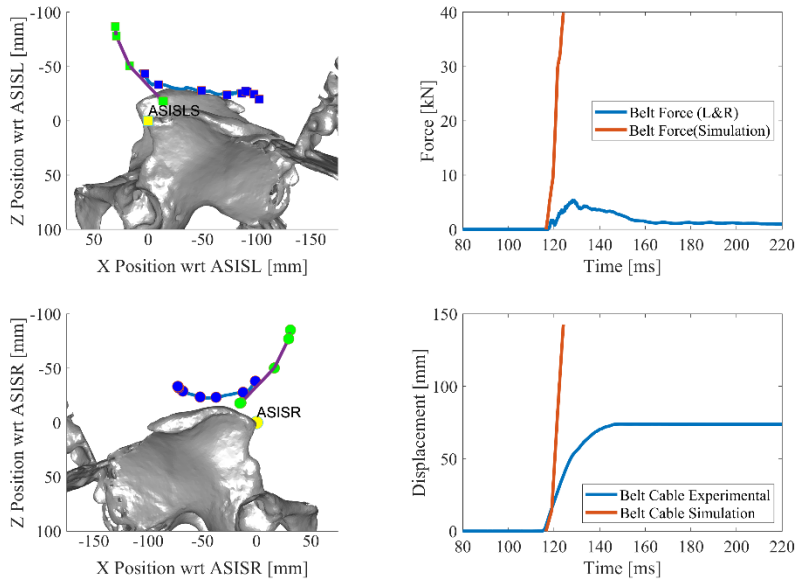 -100
-50
0
50
100
Z Position wrt ASISL [mm]
ASISLS
50 0 -50 -100 -150
X Position wrt ASISL [mm]
40
30
20
10
0
Force [kN]
Belt Force (L&R)
Belt Force(Simulation)
80 100 120 140 160 180 200 220
Time [ms]
-100
-50
0
50
100
Z Position wrt ASISR [mm]
ASISR
-150 -100 -50 0 50
X Position wrt ASISR [mm]
150
100
50
0
Displacement [mm]
Belt Cable Experimental
Belt Cable Simulation
80 100 120 140 160 180 200 220
Time [ms]